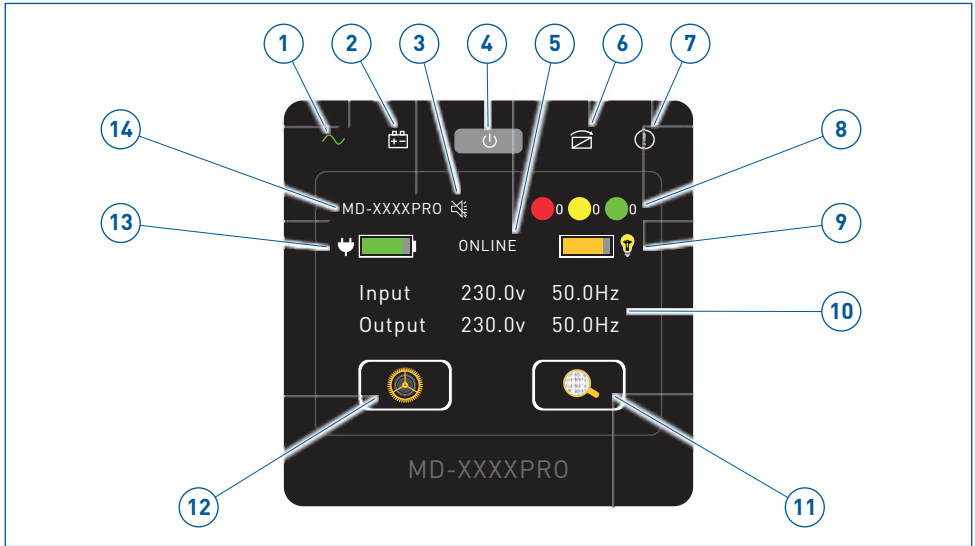 1 2 3 4 5 6 7
14 8
MD-XXXXPRO 0 0 0
13 9
ONLINE
Input 230.0v 50.0Hz
10
Output 230.0v 50.0Hz
MD-XXXXPRO
12 11